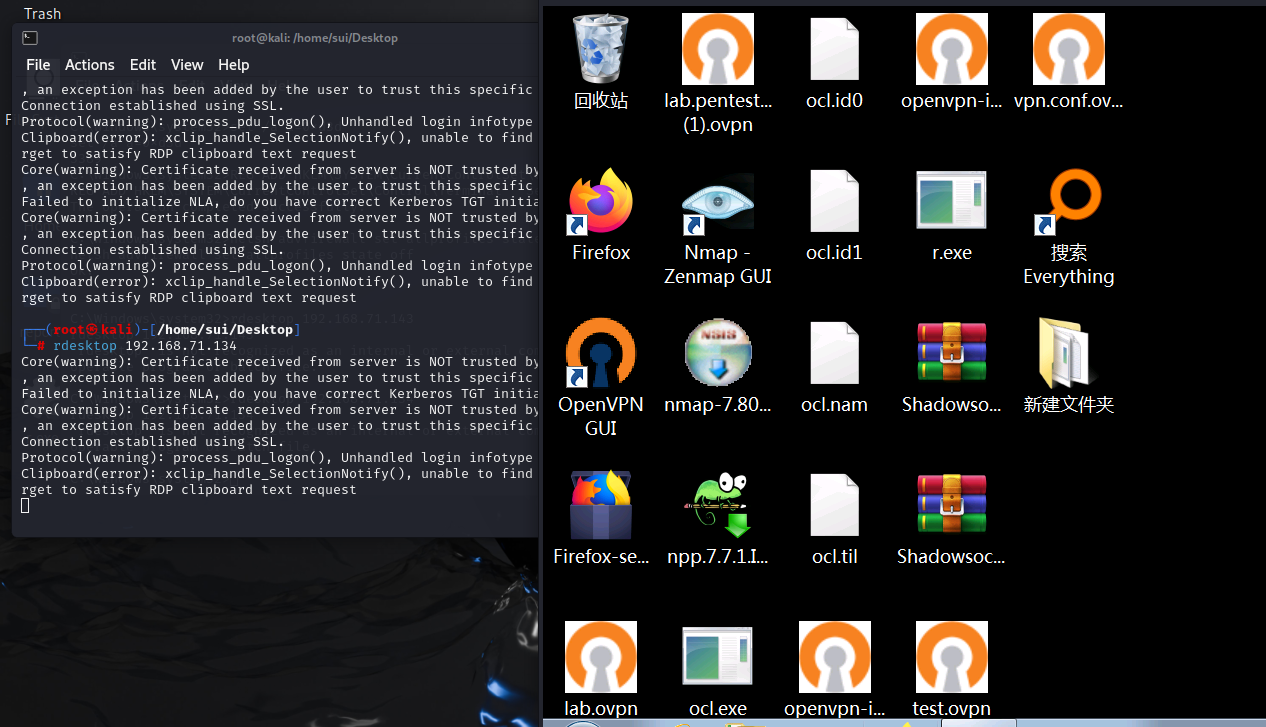 Trash
root@kali: /home/sui/Desktop
File Actions Edit View Help
, an exception has been added by the user to trust this specific
Connection established using SSL.
Protocol(warning): process_pdu_logon(), Unhandled login infotype
Clipboard(error): xclip_handle_SelectionNotify(), unable to find
rget to satisfy RDP clipboard text request
Core(warning): Certificate received from server is NOT trusted by
, an exception has been added by the user to trust this specific
Failed to initialize NLA, do you have correct Kerberos TGT initia
Core(warning): Certificate received from server is NOT trusted by
, an exception has been added by the user to trust this specific
Connection established using SSL.
Protocol(warning): process_pdu_logon(), Unhandled login infotype
Clipboard(error): xclip_handle_SelectionNotify(), unable to find
rget to satisfy RDP clipboard text request
C:\Windows\system32>rdesktop 192.168.71.143
(root㉿kali)-[/home/sui/Desktop]
# rdesktop 192.168.71.134
Core(warning): Certificate received from server is NOT trusted by
, an exception has been added by the user to trust this specific
Failed to initialize NLA, do you have correct Kerberos TGT initia
Core(warning): Certificate received from server is NOT trusted by
, an exception has been added by the user to trust this specific
Connection established using SSL.
Protocol(warning): process_pdu_logon(), Unhandled login infotype
Clipboard(error): xclip_handle_SelectionNotify(), unable to find
rget to satisfy RDP clipboard text request
回收站
lab.pentest...
(1).ovpn
ocl.id0
openvpn-i...
vpn.conf.ov...
Firefox
Nmap -
Zenmap GUI
ocl.id1
r.exe
搜索
Everything
OpenVPN
GUI
NSIS
nmap-7.80...
ocl.nam
Shadowso...
新建文件夹
Firefox-se...
npp.7.7.1.I...
ocl.til
Shadowsoc...
lab.ovpn
ocl.exe
openvpn-i...
test.ovpn